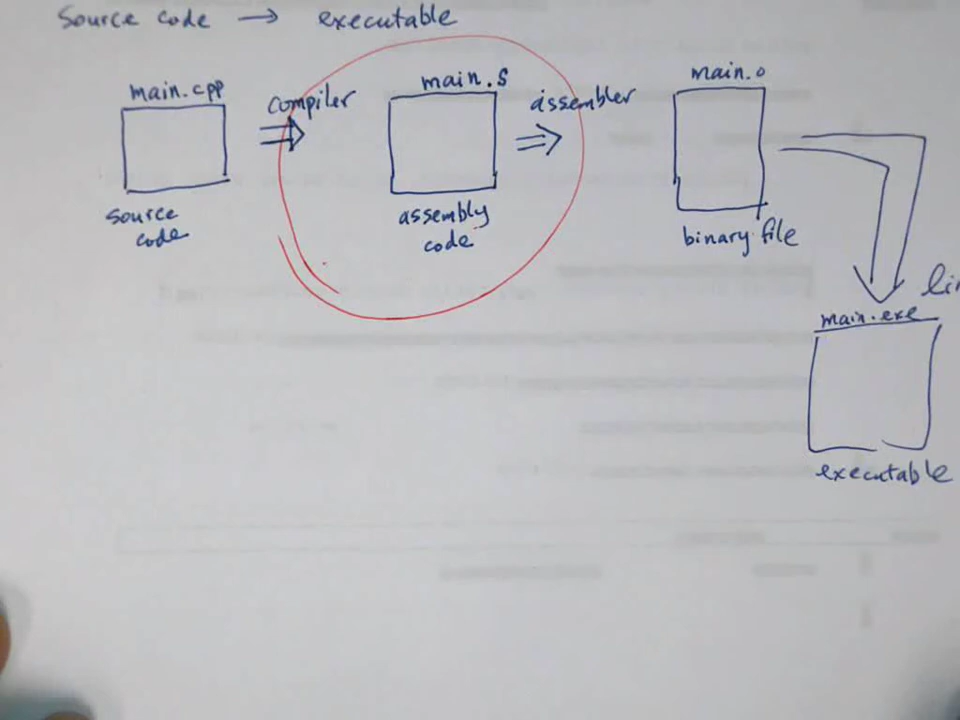 Source code → executable
main.cpp
compiler
main.s
assembler
main.o
source
code
assembly
code
binary file
main.exe
executable